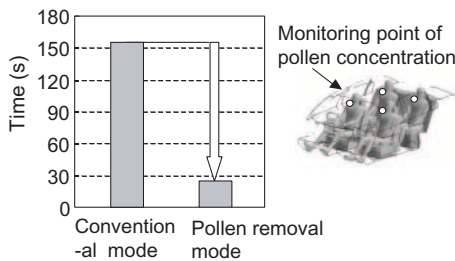 Time (s)
180
150
120
90
60
30
0
Convention
-al mode
Pollen removal
mode
Monitoring point of
pollen concentration